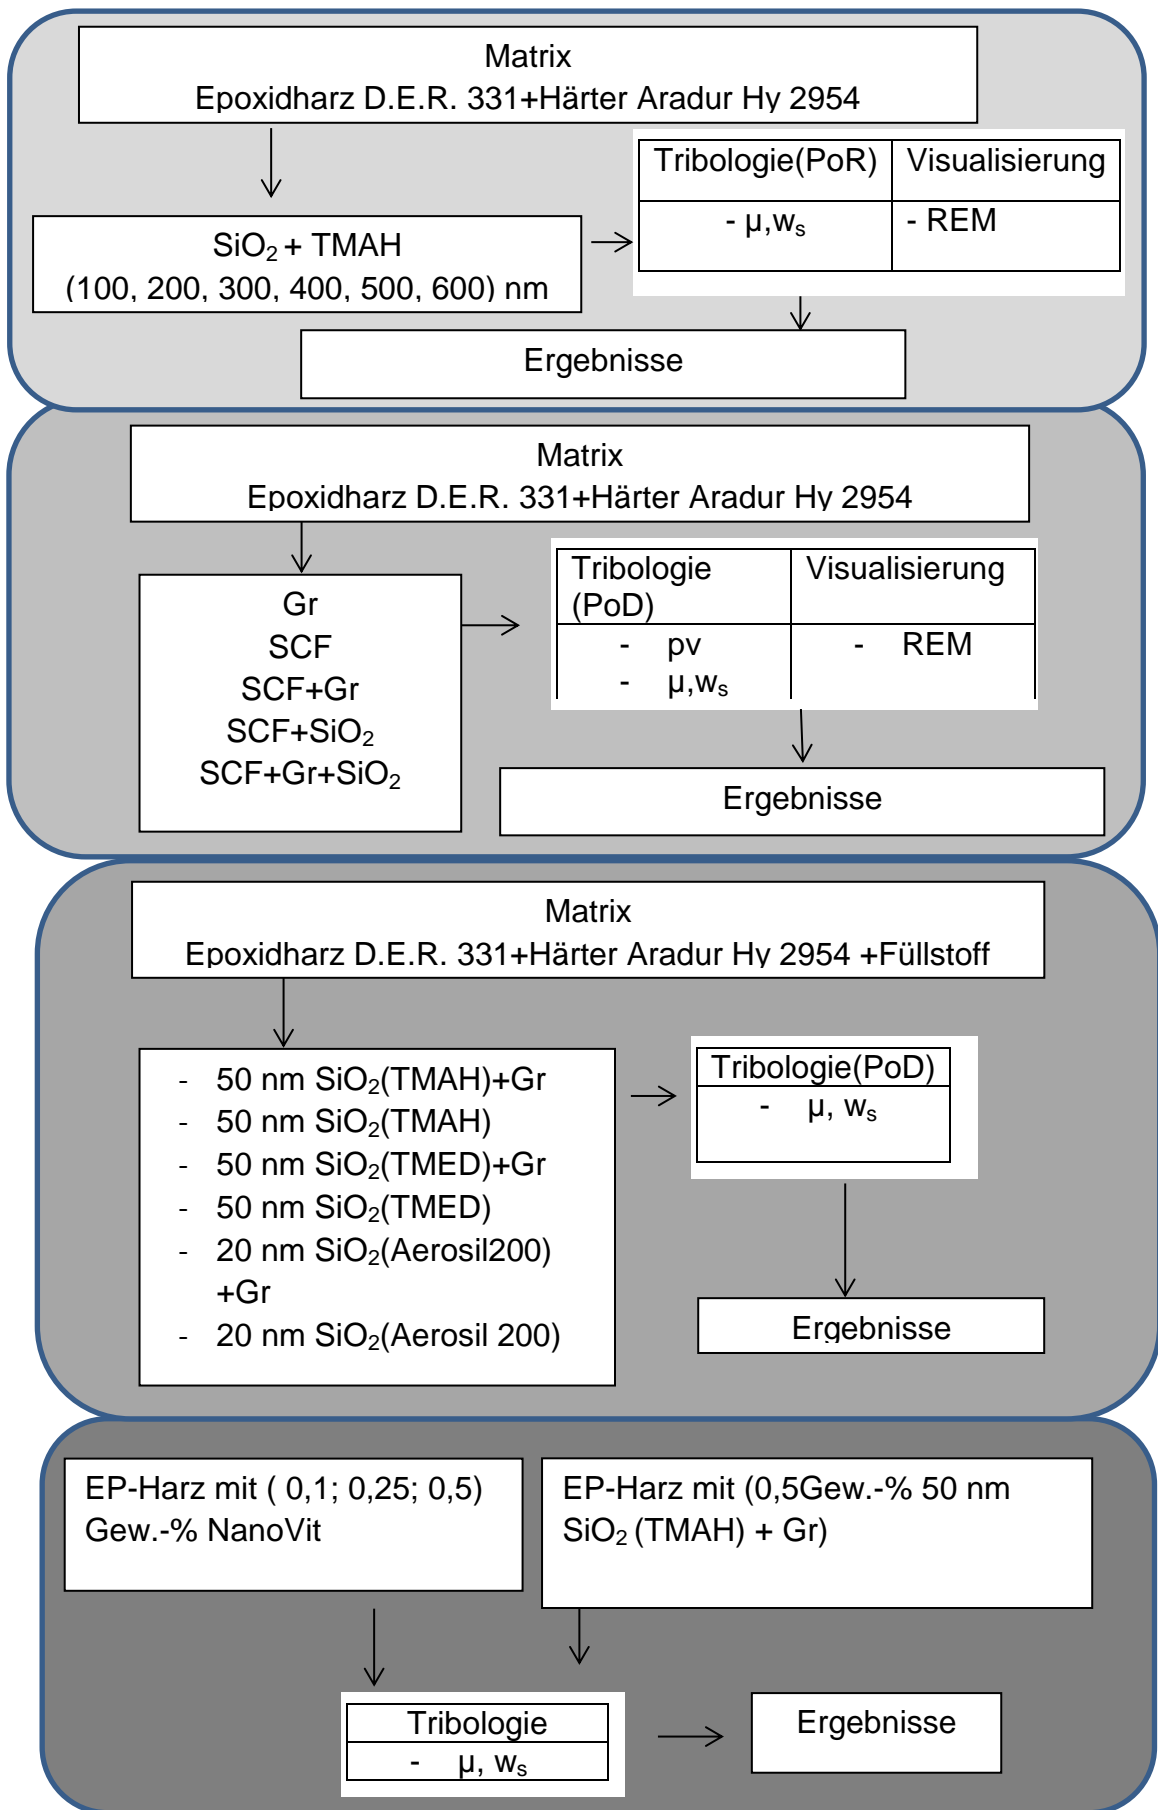 Matrix
Epoxidharz D.E.R. 331+Härter Aradur Hy 2954
SiO₂ + TMAH
(100, 200, 300, 400, 500, 600) nm
Tribologie(PoR) Visualisierung
- µ,wₛ - REM
Ergebnisse
Matrix
Epoxidharz D.E.R. 331+Härter Aradur Hy 2954
Gr
SCF
SCF+Gr
SCF+SiO₂
SCF+Gr+SiO₂
Tribologie Visualisierung
(PoD)
- pv - REM
- µ,wₛ
Ergebnisse
Matrix
Epoxidharz D.E.R. 331+Härter Aradur Hy 2954 +Füllstoff
- 50 nm SiO₂(TMAH)+Gr
- 50 nm SiO₂(TMAH)
- 50 nm SiO₂(TMED)+Gr
- 50 nm SiO₂(TMED)
- 20 nm SiO₂(Aerosil200)
+Gr
- 20 nm SiO₂(Aerosil 200)
Tribologie(PoD)
- µ, wₛ
Ergebnisse
EP-Harz mit ( 0,1; 0,25; 0,5)
Gew.-% NanoVit
EP-Harz mit (0,5Gew.-% 50 nm
SiO₂ (TMAH) + Gr)
Tribologie
- µ, wₛ
Ergebnisse